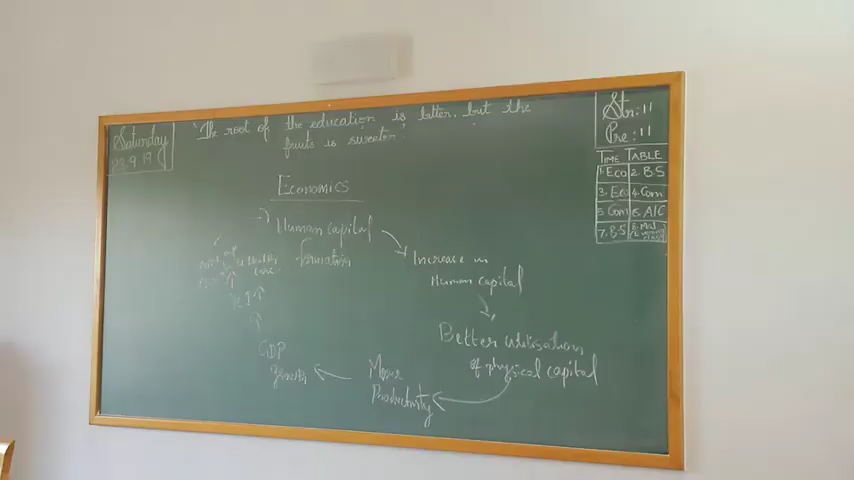 Saturday
28.9.19
"The root of the education is bitter. but the
fruits is sweeter"
Str:11
Pre:11
TIME TABLE
1. Eco 2. B.S
3. Eco 4. Com
5 Com 6. A/C
7. B.S 8. Mat
Economics
Human capital
formation
Increase in
Human capital
Better utilisation
of physical capital
More
Productivity
GDP
growth